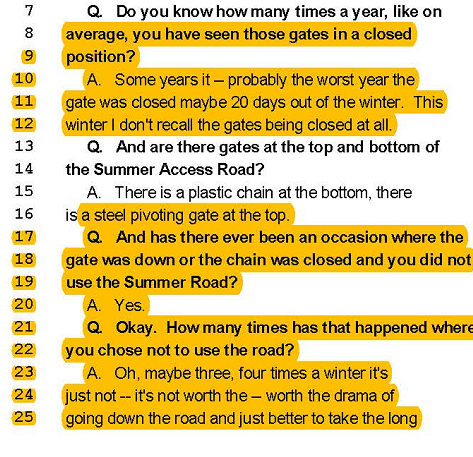 7 Q. Do you know how many times a year, like on
8 average, you have seen those gates in a closed
9 position?
10 A. Some years it -- probably the worst year the
11 gate was closed maybe 20 days out of the winter. This
12 winter I don't recall the gates being closed at all.
13 Q. And are there gates at the top and bottom of
14 the Summer Access Road?
15 A. There is a plastic chain at the bottom, there
16 is a steel pivoting gate at the top.
17 Q. And has there ever been an occasion where the
18 gate was down or the chain was closed and you did not
19 use the Summer Road?
20 A. Yes.
21 Q. Okay. How many times has that happened where
22 you chose not to use the road?
23 A. Oh, maybe three, four times a winter it's
24 just not -- it's not worth the -- worth the drama of
25 going down the road and just better to take the long